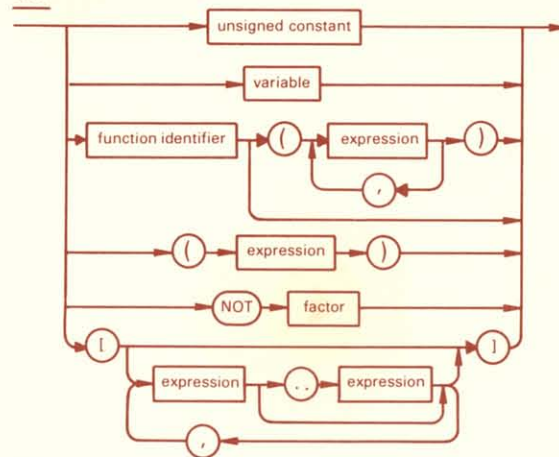 unsigned constant
variable
function identifier ( expression )
,
( expression )
NOT factor
[ ]
expression .. expression
,